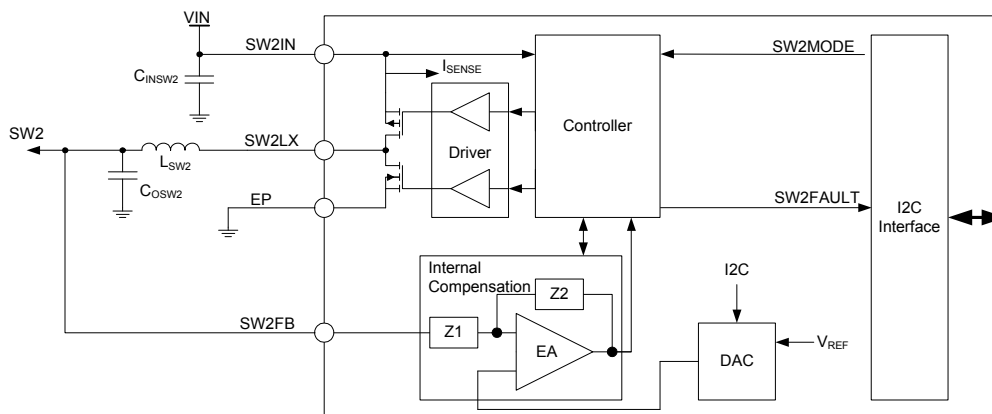 VIN
SW2IN
SW2MODE
CINSW2
ISENSE
Controller
SW2
SW2LX
Driver
LSW2
COSW2
EP
SW2FAULT
I2C
Interface
Internal
Compensation
I2C
Z2
SW2FB
Z1
EA
DAC
VREF